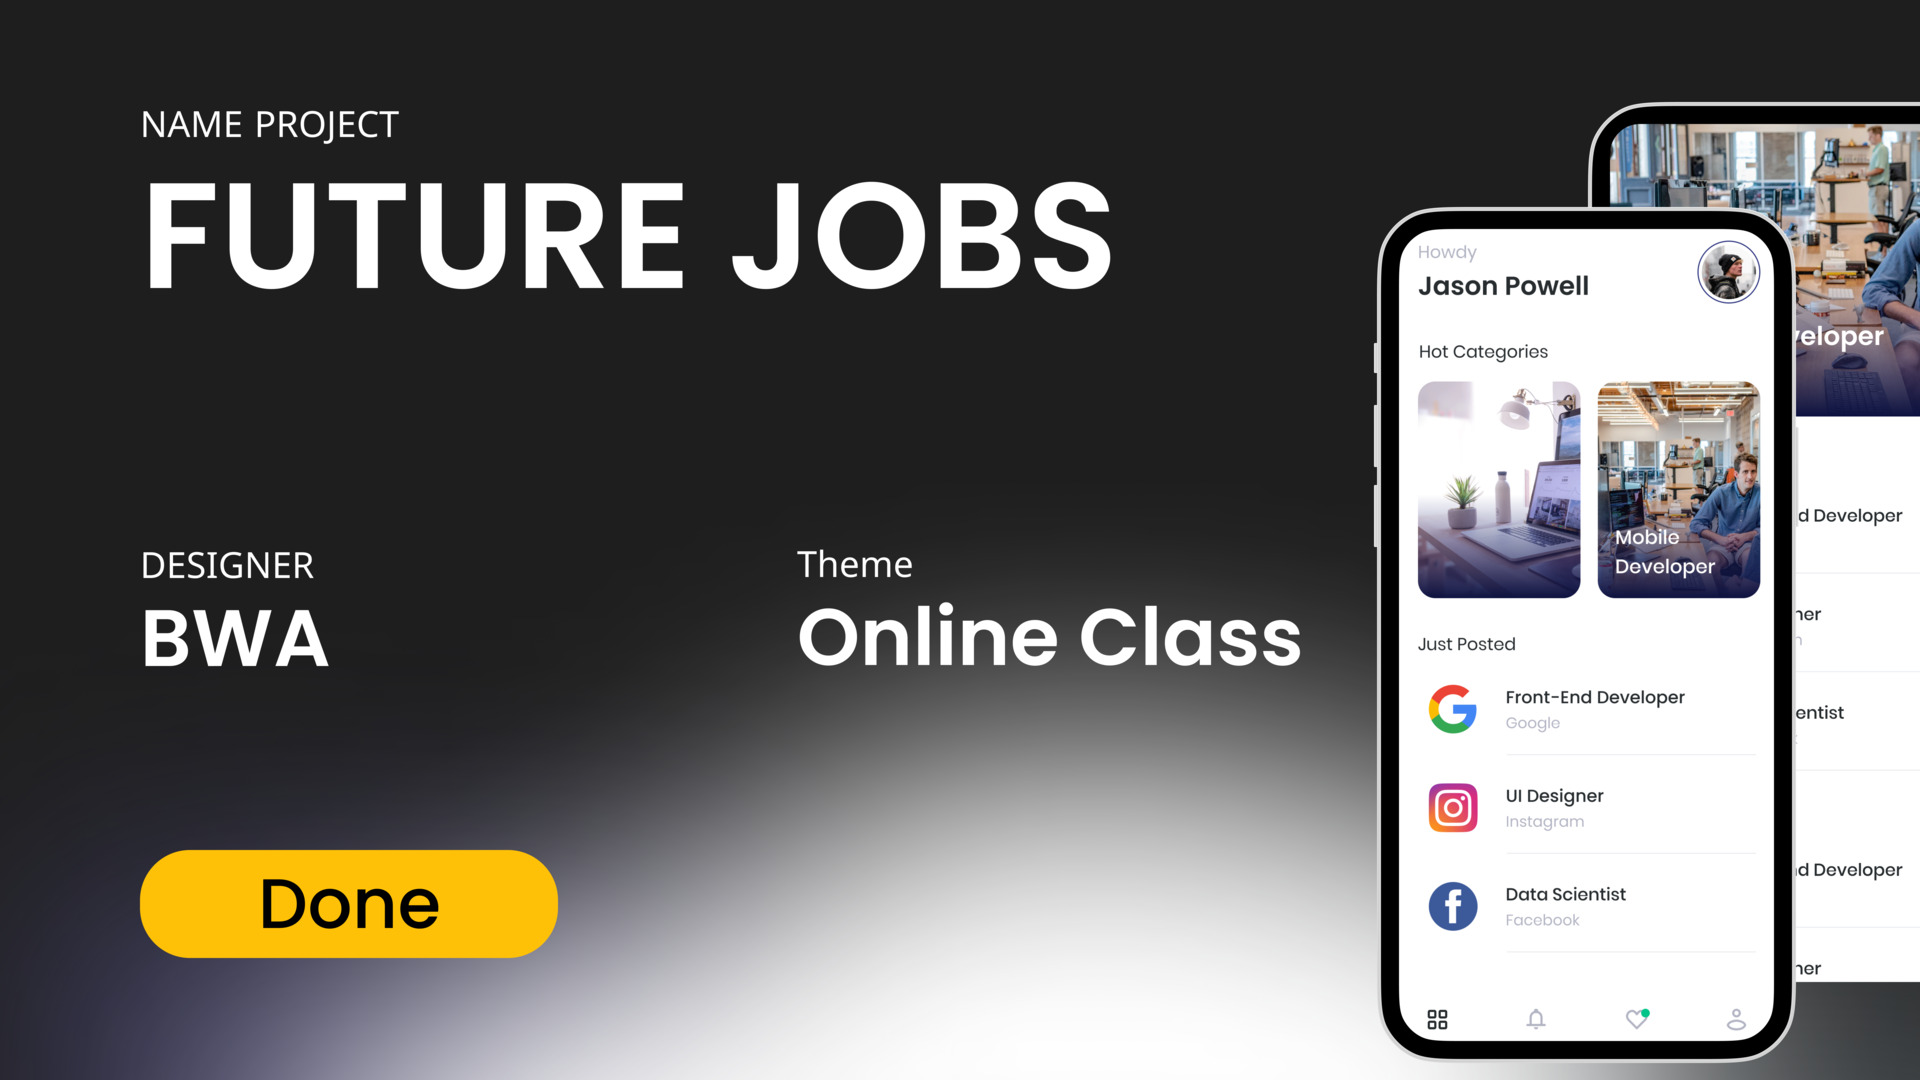 NAME PROJECT
FUTURE JOBS
DESIGNER
BWA
Theme
Online Class
Done
Howdy
Jason Powell
Hot Categories
Mobile
Developer
Just Posted
Front-End Developer
Google
UI Designer
Instagram
Data Scientist
Facebook
veloper
d Developer
ner
entist
d Developer
ner